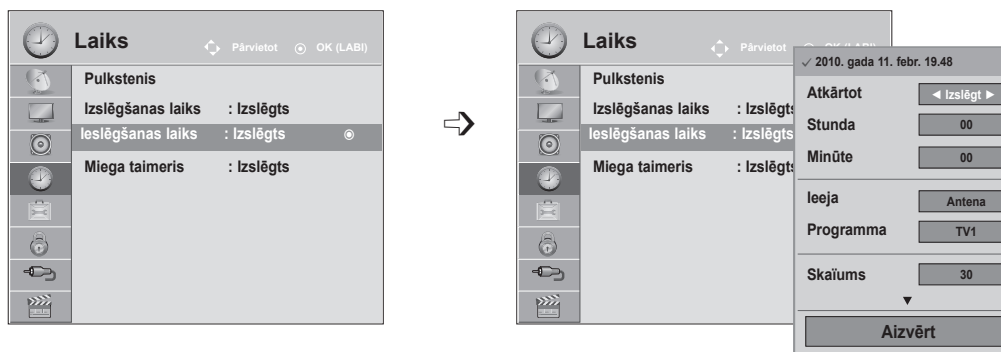 Laiks
Pārvietot OK (LABI)
Pulkstenis
Izslēgšanas laiks : Izslēgts
Ieslēgšanas laiks : Izslēgts
Miega taimeris : Izslēgts
Laiks
Pārvietot
Pulkstenis
Izslēgšanas laiks : Izslēgts
Ieslēgšanas laiks : Izslēgts
Miega taimeris : Izslēgts
✓ 2010. gada 11. febr. 19.48
Atkārtot ◄ Izslēgt ►
Stunda 00
Minūte 00
Ieeja Antena
Programma TV1
Skaïums 30
▼
Aizvērt